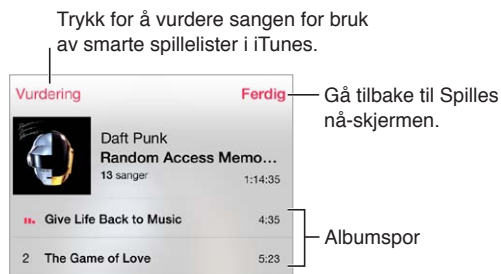 Trykk for å vurdere sangen for bruk
av smarte spillelister i iTunes.
Vurdering
Ferdig
Gå tilbake til Spilles
nå-skjermen.
Daft Punk
Random Access Memo...
13 sanger
1:14:35
Give Life Back to Music
4:35
Albumspor
2 The Game of Love
5:23